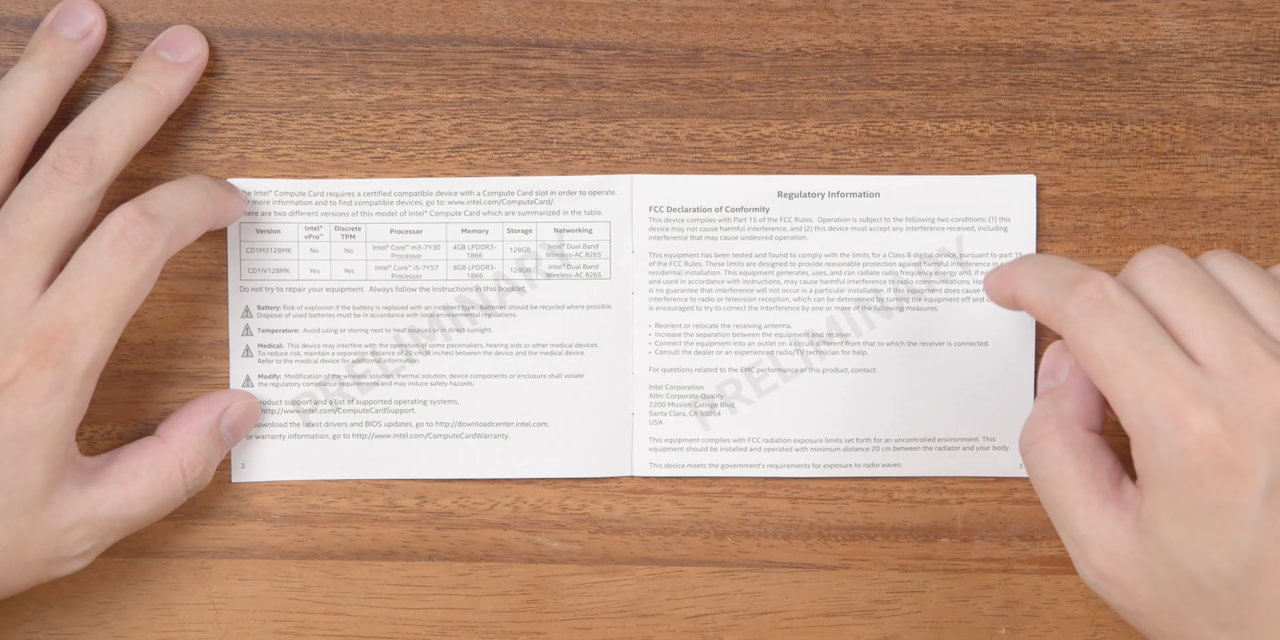 he Intel® Compute Card requires a certified compatible device with a Compute Card slot in order to operate.
r more information and to find compatible devices, go to: www.intel.com/ComputeCard/.
here are two different versions of this model of Intel® Compute Card which are summarized in the table.
Version Intel® vPro™ Discrete TPM Processor Memory Storage Networking
CD1M3128MK No No Intel® Core™ m3-7Y30 Processor 4GB LPDDR3-1866 128GB Intel® Dual Band Wireless-AC 8265
CD1IV128MK Yes Yes Intel® Core™ i5-7Y57 Processor 8GB LPDDR3-1866 128GB Intel® Dual Band Wireless-AC 8265
Do not try to repair your equipment. Always follow the instructions in this booklet.
Battery: Risk of explosion if the battery is replaced with an incorrect type. Batteries should be recycled where possible.
Disposal of used batteries must be in accordance with local environmental regulations.
Temperature: Avoid using or storing next to heat sources or in direct sunlight.
Medical: This device may interfere with the operation of some pacemakers, hearing aids or other medical devices.
To reduce risk, maintain a separation distance of 20 cm (8 inches) between the device and the medical device.
Refer to the medical device for additional information.
Modify: Modification of the wireless solution, thermal solution, device components or enclosure shall violate
the regulatory compliance requirements and may induce safety hazards.
product support and a list of supported operating systems,
http://www.intel.com/ComputeCardSupport.
download the latest drivers and BIOS updates, go to http://downloadcenter.intel.com.
or warranty information, go to http://www.intel.com/ComputeCardWarranty.
2
PRELIMINARY
Regulatory Information
FCC Declaration of Conformity
This device complies with Part 15 of the FCC Rules. Operation is subject to the following two conditions: (1) this
device may not cause harmful interference, and (2) this device must accept any interference received, including
interference that may cause undesired operation.
This equipment has been tested and found to comply with the limits for a Class B digital device, pursuant to part 15
of the FCC Rules. These limits are designed to provide reasonable protection against harmful interference in
residential installation. This equipment generates, uses, and can radiate radio frequency energy and, if no
and used in accordance with instructions, may cause harmful interference to radio communications. Ho
is no guarantee that interference will not occur in a particular installation. If this equipment does cause
interference to radio or television reception, which can be determined by turning the equipment off and on
is encouraged to try to correct the interference by one or more of the following measures:
• Reorient or relocate the receiving antenna.
• Increase the separation between the equipment and receiver.
• Connect the equipment into an outlet on a circuit different from that to which the receiver is connected.
• Consult the dealer or an experienced radio/TV technician for help.
For questions related to the EMC performance of this product, contact:
Intel Corporation
Attn: Corporate Quality
2200 Mission College Blvd.
Santa Clara, CA 95054
USA
This equipment complies with FCC radiation exposure limits set forth for an uncontrolled environment. This
equipment should be installed and operated with minimum distance 20 cm between the radiator and your body.
This device meets the government's requirements for exposure to radio waves.
3
PRELIMINARY